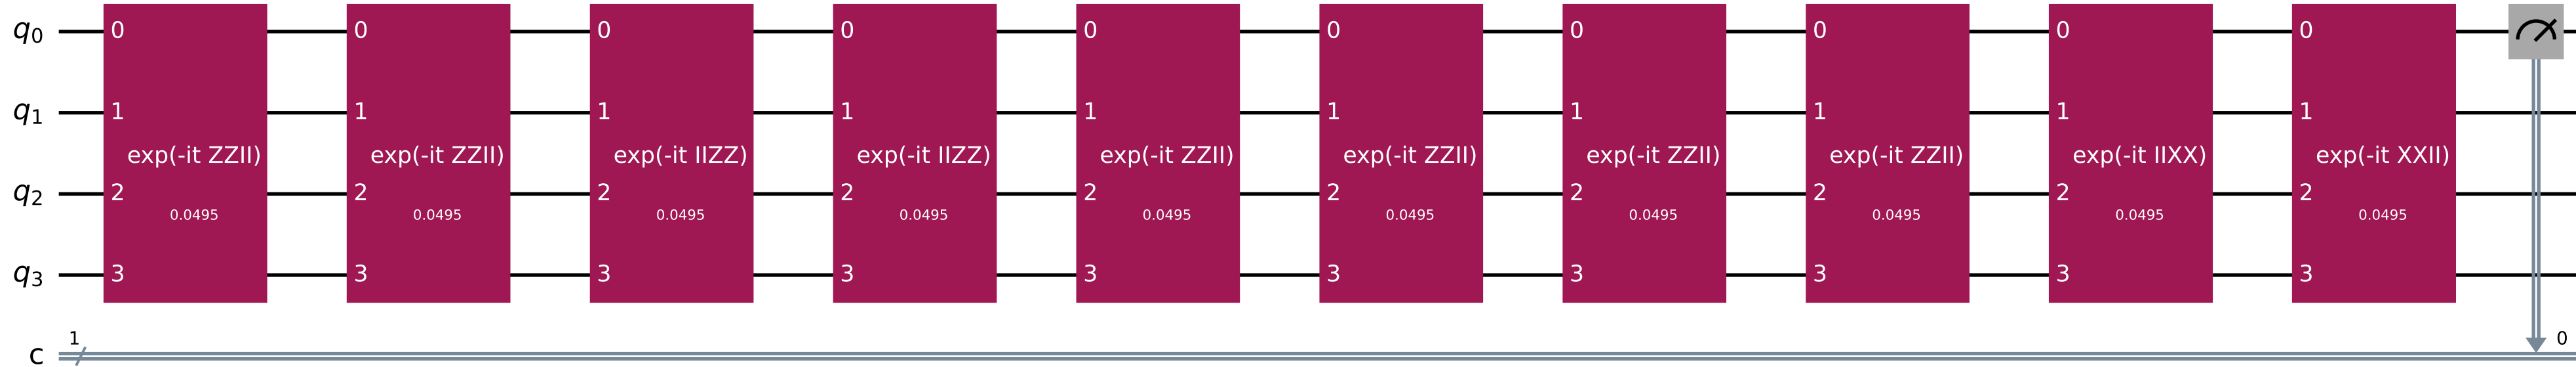 q0 0 0 0 0 0 0 0 0 0 0
q1 1 1 1 1 1 1 1 1 1 1
exp(-it ZZII) exp(-it ZZII) exp(-it IIZZ) exp(-it IIZZ) exp(-it ZZII) exp(-it ZZII) exp(-it ZZII) exp(-it ZZII) exp(-it IIXX) exp(-it XXII)
q2 2 2 2 2 2 2 2 2 2 2
0.0495 0.0495 0.0495 0.0495 0.0495 0.0495 0.0495 0.0495 0.0495 0.0495
q3 3 3 3 3 3 3 3 3 3 3
1 0
c